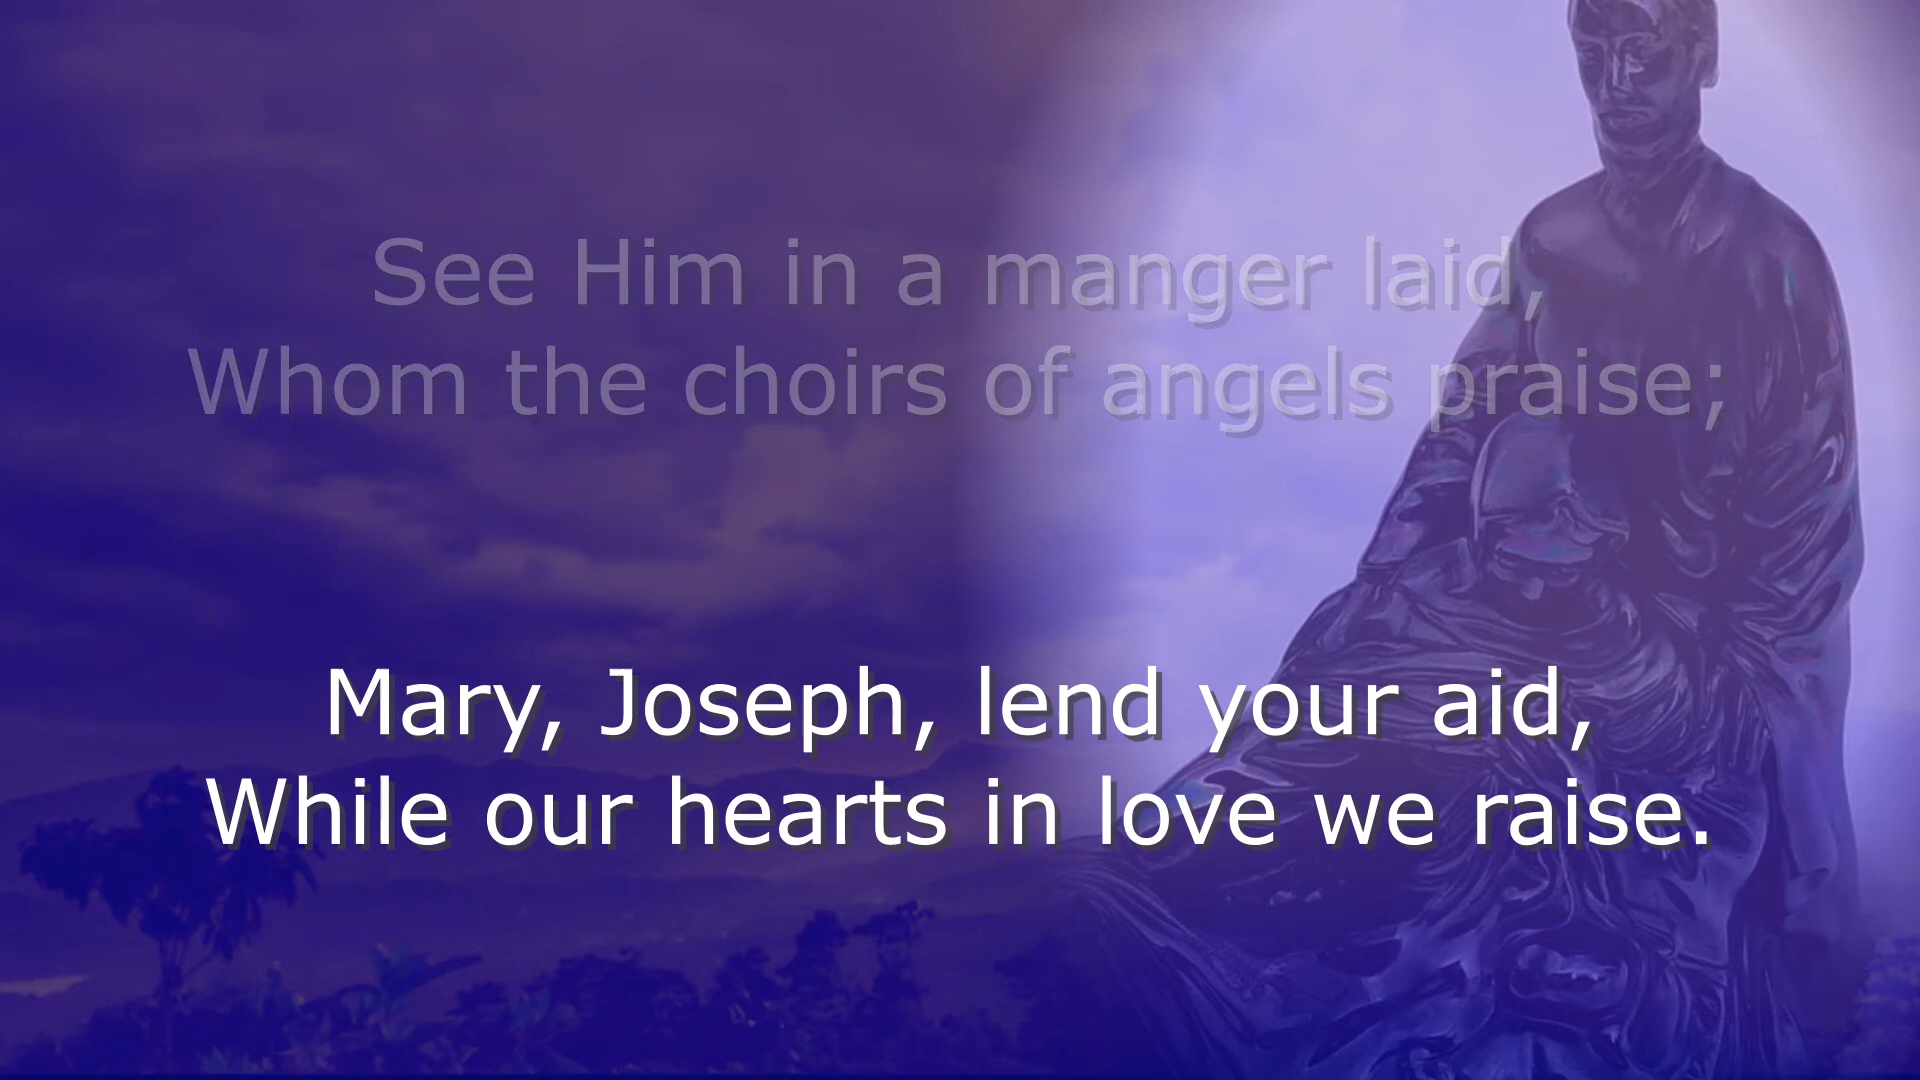 See Him in a manger laid,
Whom the choirs of angels praise;
Mary, Joseph, lend your aid,
While our hearts in love we raise.